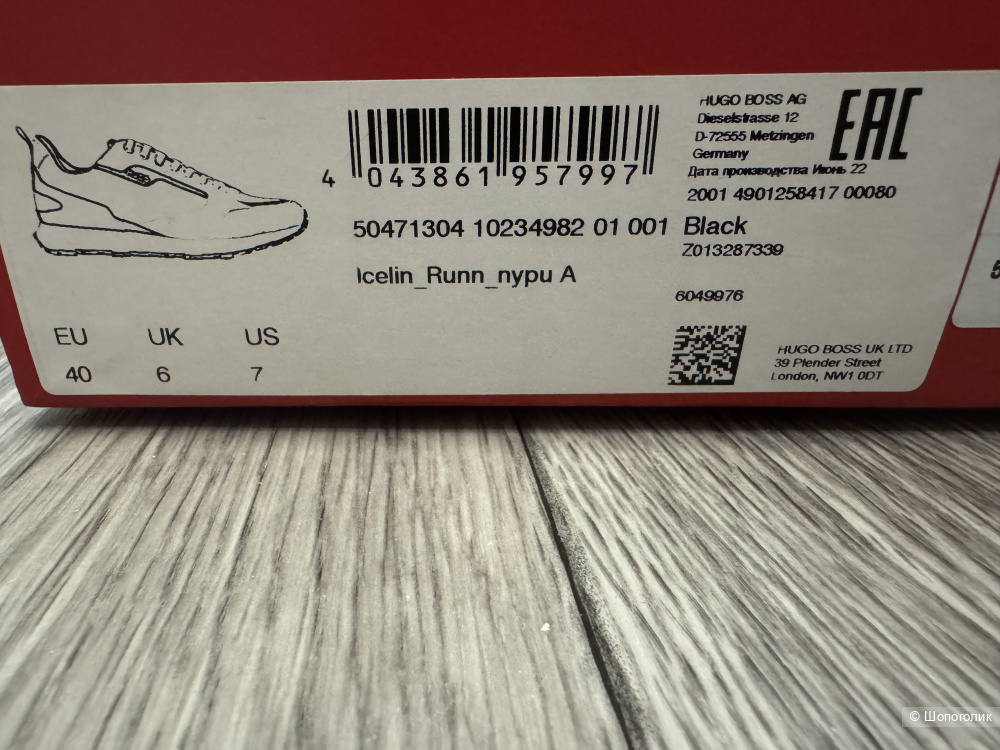 HUGO BOSS AG
Dieselstrasse 12
D-72555 Metzingen
Germany
Дата производства Июнь 22
EAC
4 043861 957997
2001 4901258417 00080
50471304 10234982 01 001 Black
Z013287339
Icelin_Runn_nypu A
6049976
EU UK US
40 6 7
HUGO BOSS UK LTD
39 Plender Street
London, NW1 0DT
5
© Шопоголик